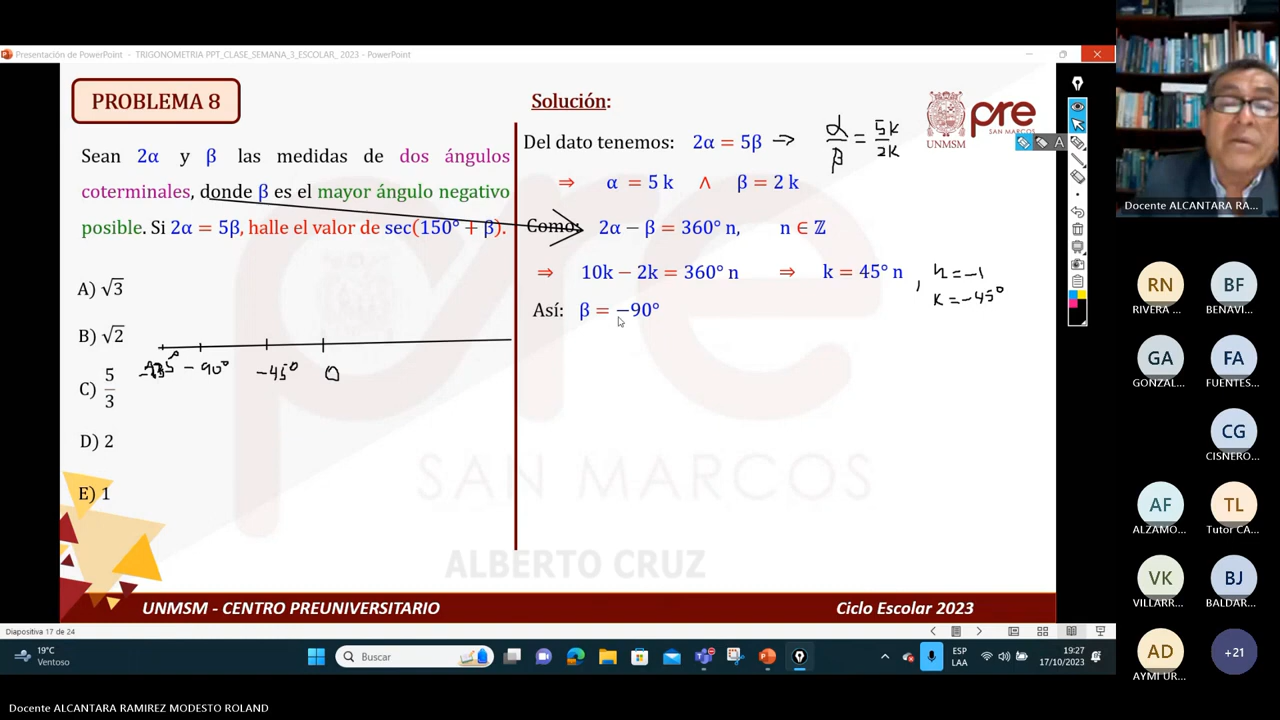 Presentación de PowerPoint - TRIGONOMETRIA PPT_CLASE_SEMANA_3_ESCOLAR_ 2023 - PowerPoint
PROBLEMA 8
Sean 2α y β las medidas de dos ángulos
coterminales, donde β es el mayor ángulo negativo
posible. Si 2α = 5β, halle el valor de sec(150° + β).
A) √3
B) √2
C) 5/3
D) 2
E) 1
-90° -45° 0
Solución:
Del dato tenemos: 2α = 5β → α/β = 5k/2k
⇒ α = 5 k ∧ β = 2 k
Como: 2α − β = 360° n, n ∈ ℤ
⇒ 10k − 2k = 360° n ⇒ k = 45° n , n = -1
k = -45°
Así: β = −90°
UNMSM
pre
SAN MARCOS
A
pre
SAN MARCOS
ALBERTO CRUZ
UNMSM - CENTRO PREUNIVERSITARIO
Ciclo Escolar 2023
Diapositiva 17 de 24
19°C
Ventoso
Buscar
ESP
LAA
19:27
17/10/2023
Docente ALCANTARA RA...
RN
RIVERA ...
BF
BENAVI...
GA
GONZAL...
FA
FUENTES...
CG
CISNERO...
AF
ALZAMO...
TL
Tutor CA...
VK
VILLARR...
BJ
BALDAR...
AD
AYMI UR...
+21
Docente ALCANTARA RAMIREZ MODESTO ROLAND